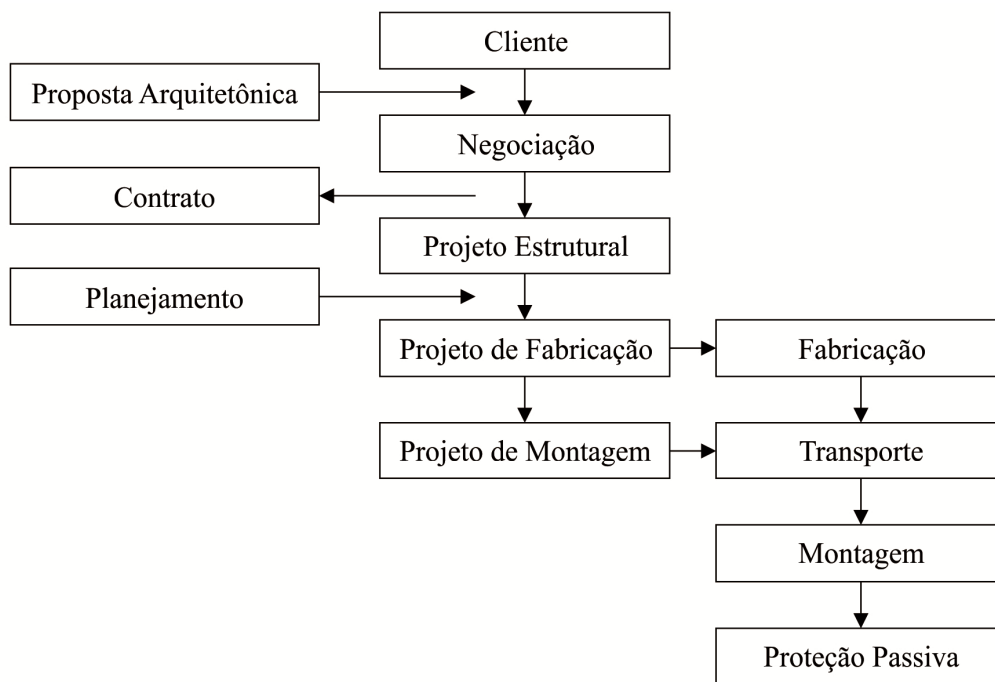 Cliente
Proposta Arquitetônica
Negociação
Contrato
Projeto Estrutural
Planejamento
Projeto de Fabricação
Fabricação
Projeto de Montagem
Transporte
Montagem
Proteção Passiva